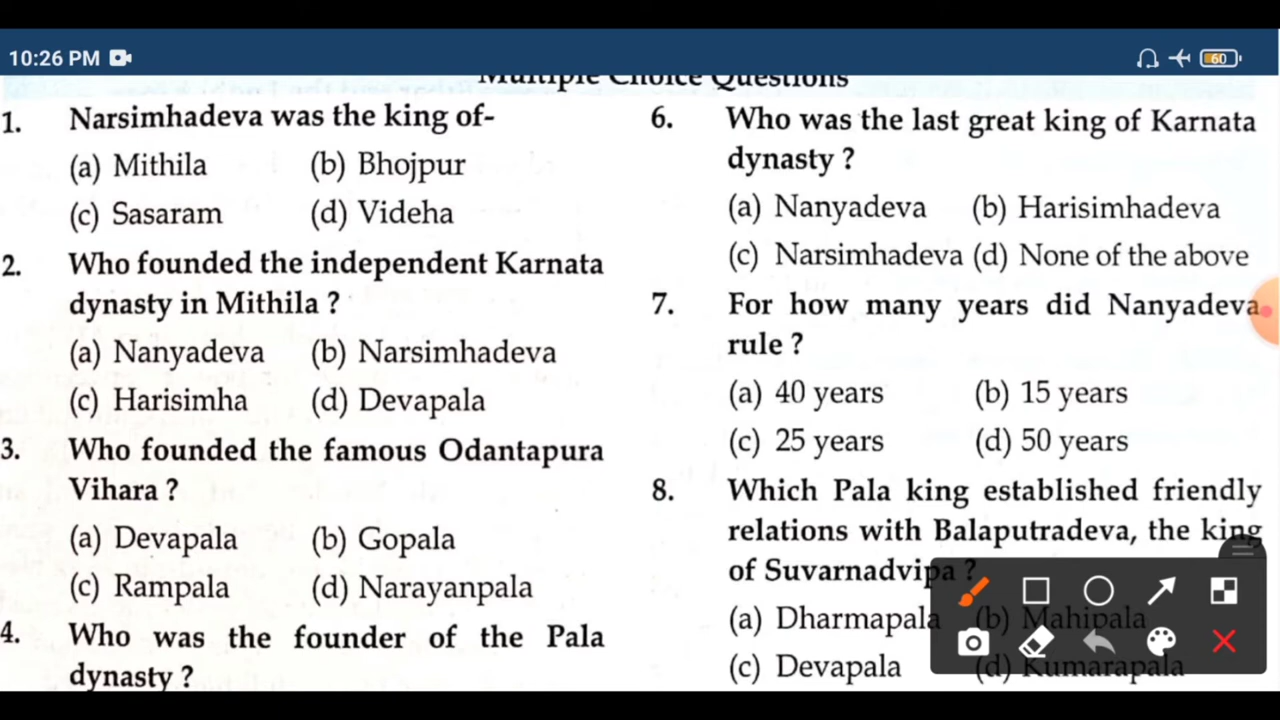 10:26 PM
60
Multiple Choice Questions
1. Narsimhadeva was the king of-
(a) Mithila (b) Bhojpur
(c) Sasaram (d) Videha
2. Who founded the independent Karnata
dynasty in Mithila ?
(a) Nanyadeva (b) Narsimhadeva
(c) Harisimha (d) Devapala
3. Who founded the famous Odantapura
Vihara ?
(a) Devapala (b) Gopala
(c) Rampala (d) Narayanpala
4. Who was the founder of the Pala
dynasty ?
6. Who was the last great king of Karnata
dynasty ?
(a) Nanyadeva (b) Harisimhadeva
(c) Narsimhadeva (d) None of the above
7. For how many years did Nanyadeva
rule ?
(a) 40 years (b) 15 years
(c) 25 years (d) 50 years
8. Which Pala king established friendly
relations with Balaputradeva, the king
of Suvarnadvipa ?
(a) Dharmapala (b) Mahipala
(c) Devapala (d) Kumarapala